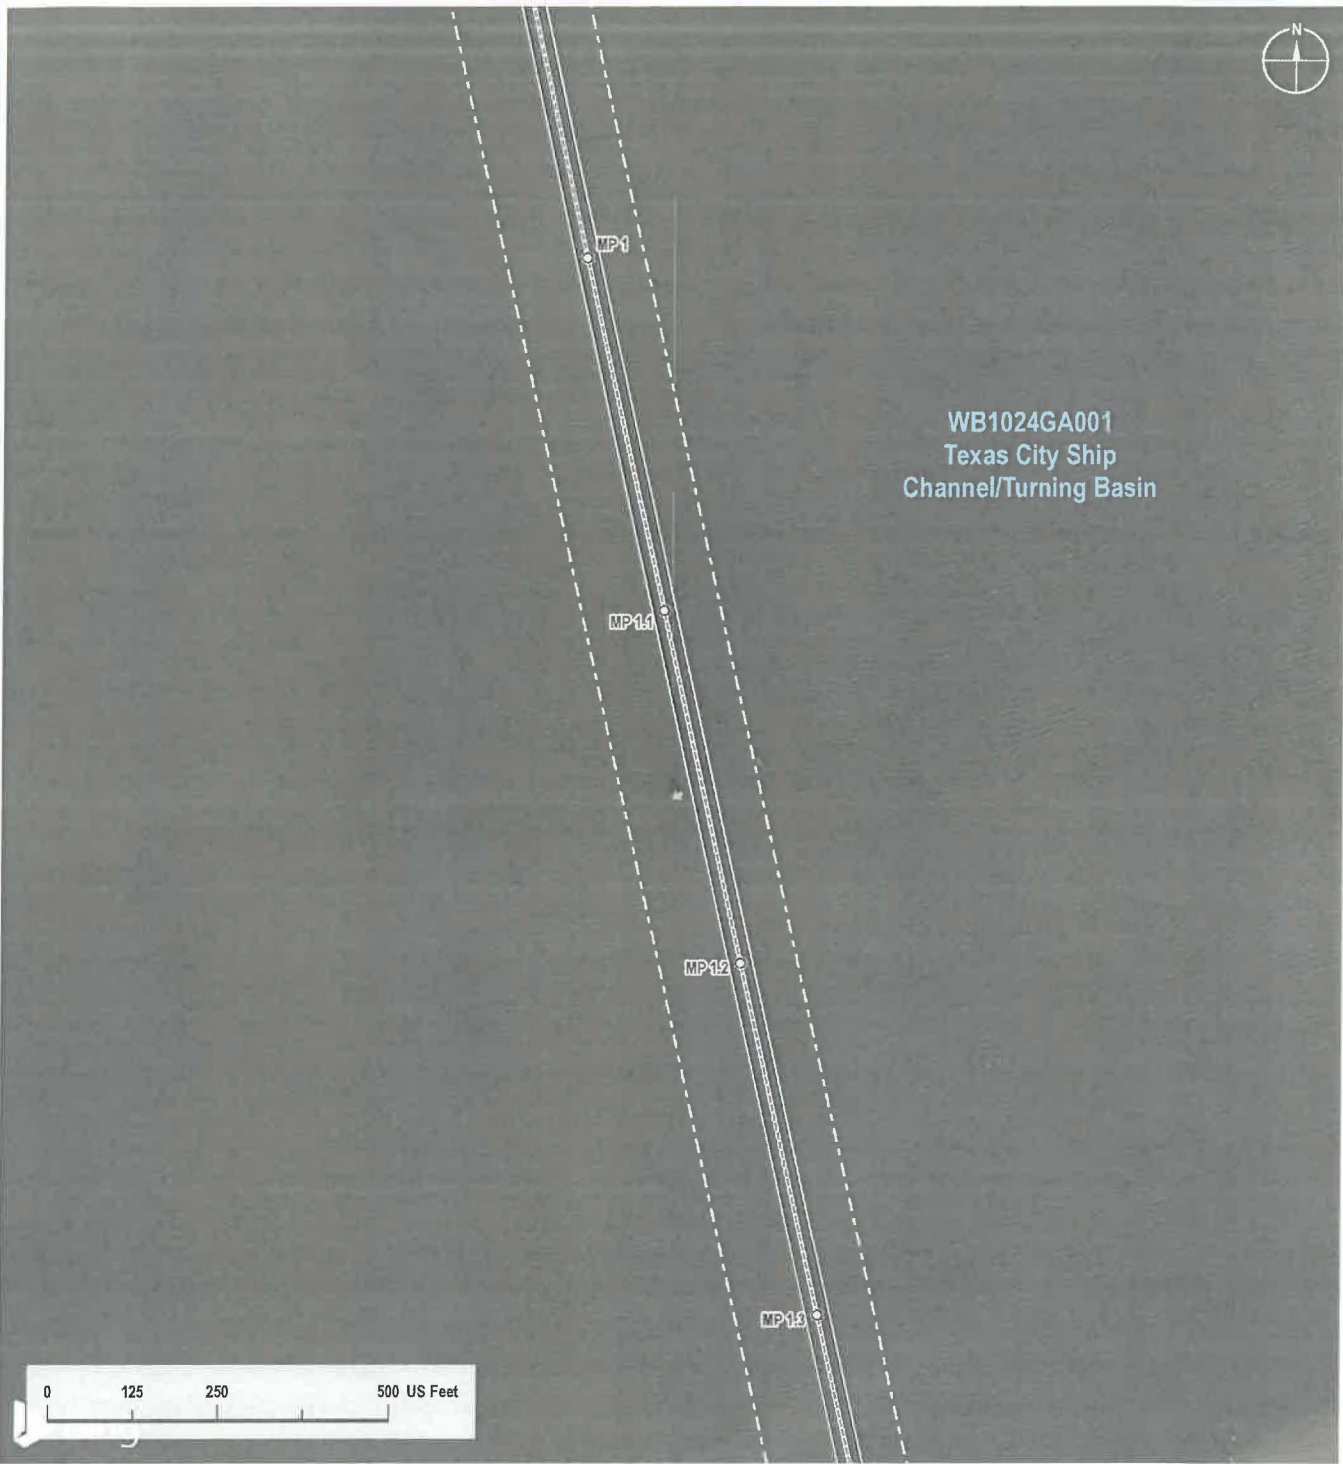 N
MP 1
WB1024GA001
Texas City Ship
Channel/Turning Basin
MP 1.1
MP 1.2
MP 1.3
0 125 250 500 US Feet